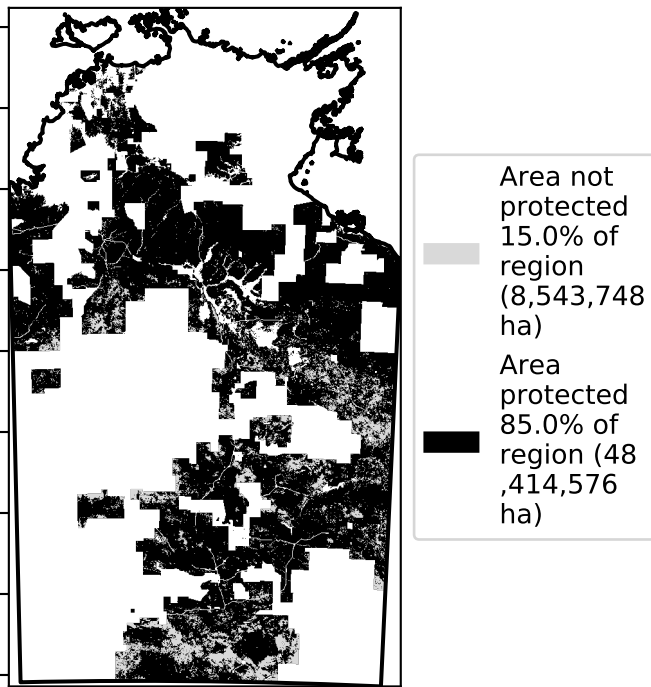 Area not
protected
15.0% of
region
(8,543,748
ha)
Area
protected
85.0% of
region (48
,414,576
ha)